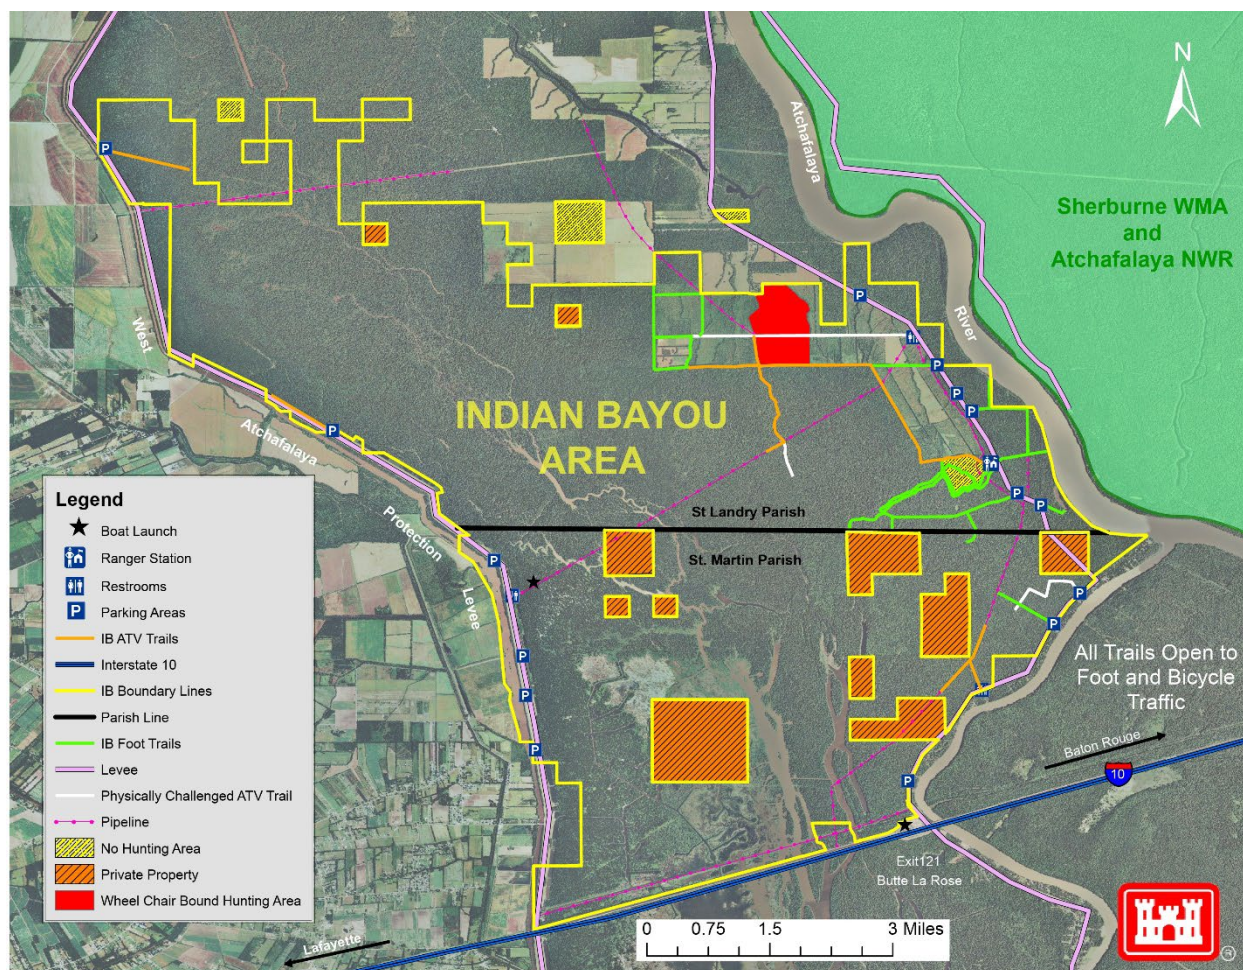 N
Atchafalaya
Sherburne WMA
and
Atchafalaya NWR
P
River
West
P
P
P
P
INDIAN BAYOU
AREA
Atchafalaya
P
P
P
Protection
St Landry Parish
St. Martin Parish
Levee
P
P
P
P
P
P
P
All Trails Open to
Foot and Bicycle
Traffic
Baton Rouge
10
Exit121
Butte La Rose
Lafayette
Legend
Boat Launch
Ranger Station
Restrooms
P Parking Areas
IB ATV Trails
Interstate 10
IB Boundary Lines
Parish Line
IB Foot Trails
Levee
Physically Challenged ATV Trail
Pipeline
No Hunting Area
Private Property
Wheel Chair Bound Hunting Area
0 0.75 1.5 3 Miles
®